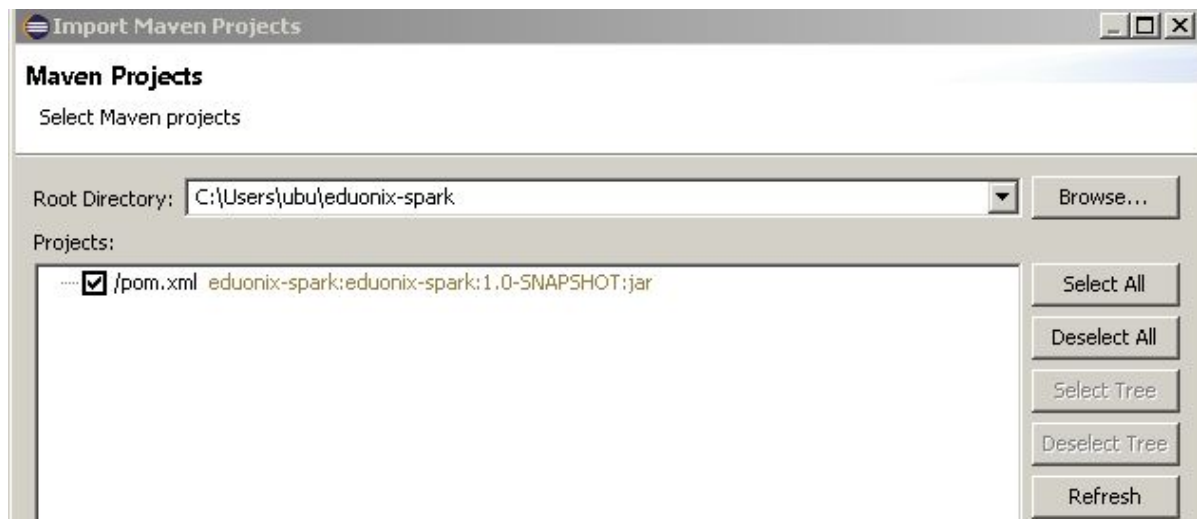 Import Maven Projects
Maven Projects
Select Maven projects
Root Directory: C:\Users\ubu\eduonix-spark Browse...
Projects:
/pom.xml eduonix-spark:eduonix-spark:1.0-SNAPSHOT:jar
Select All
Deselect All
Select Tree
Deselect Tree
Refresh